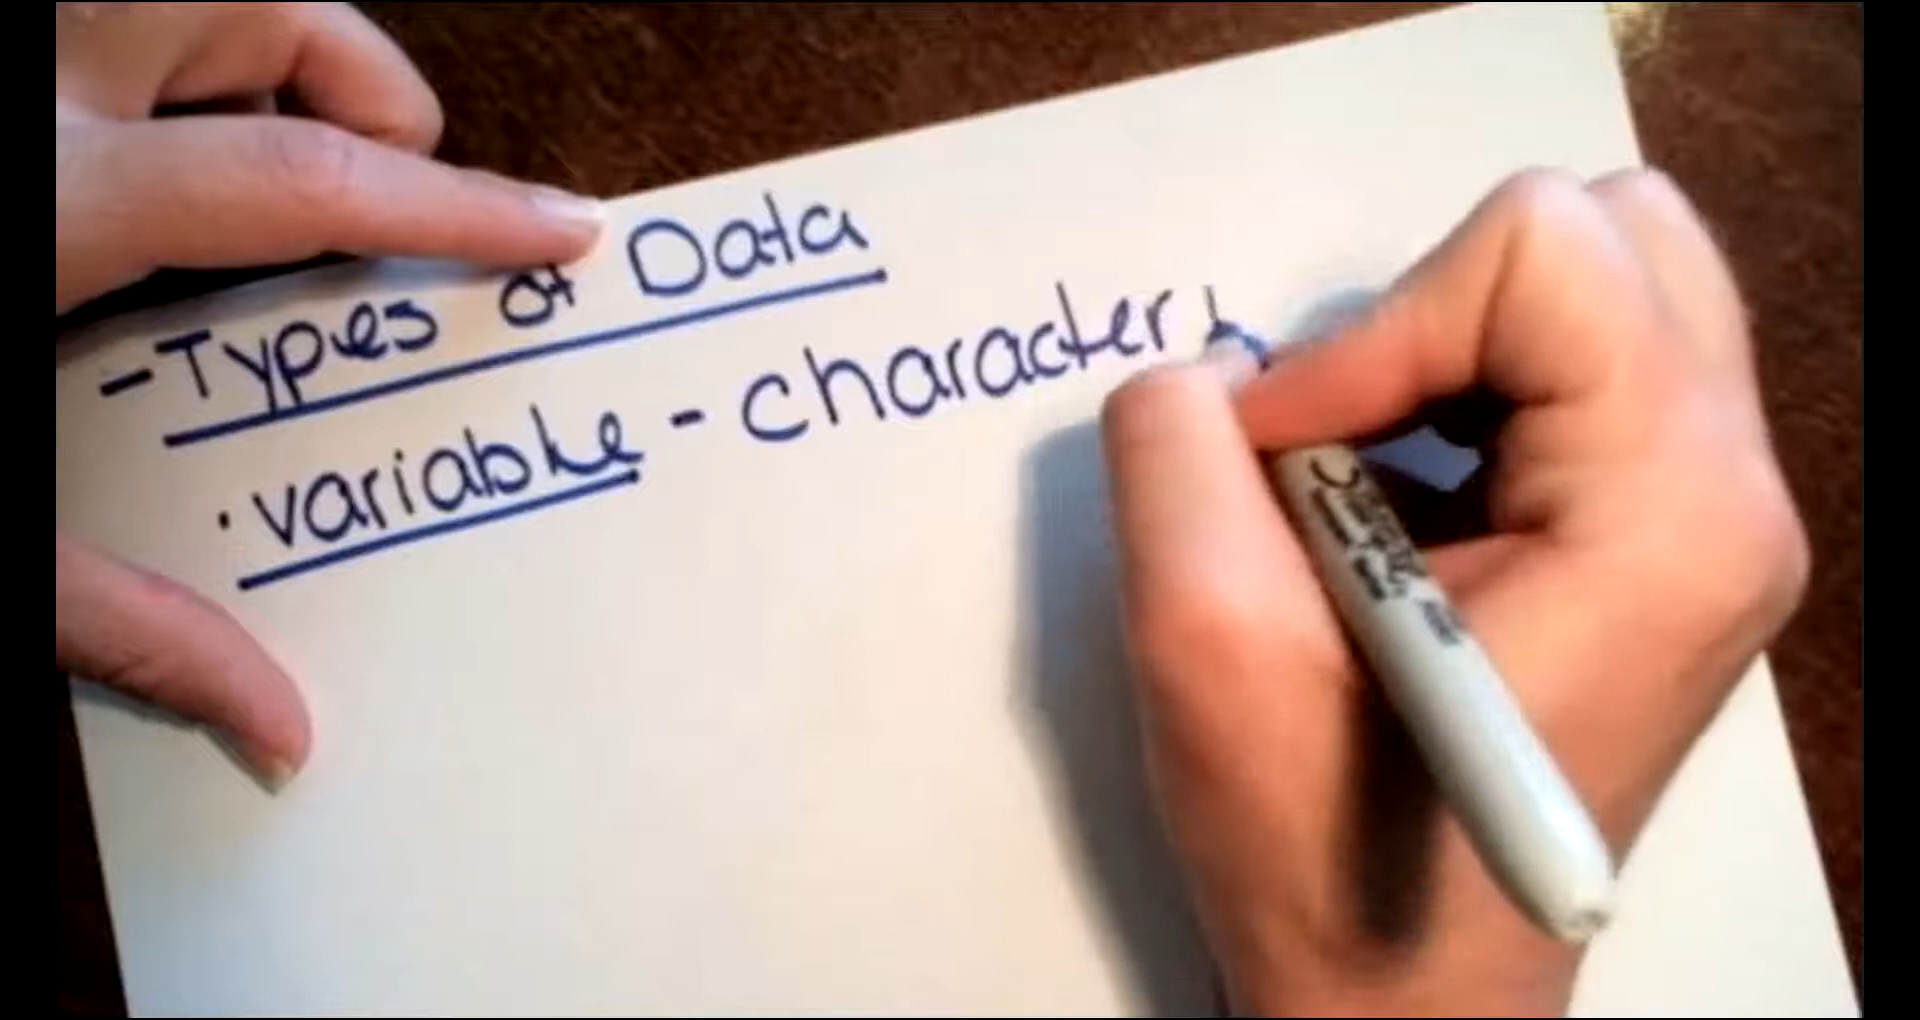 - Types of Data
· variable - character